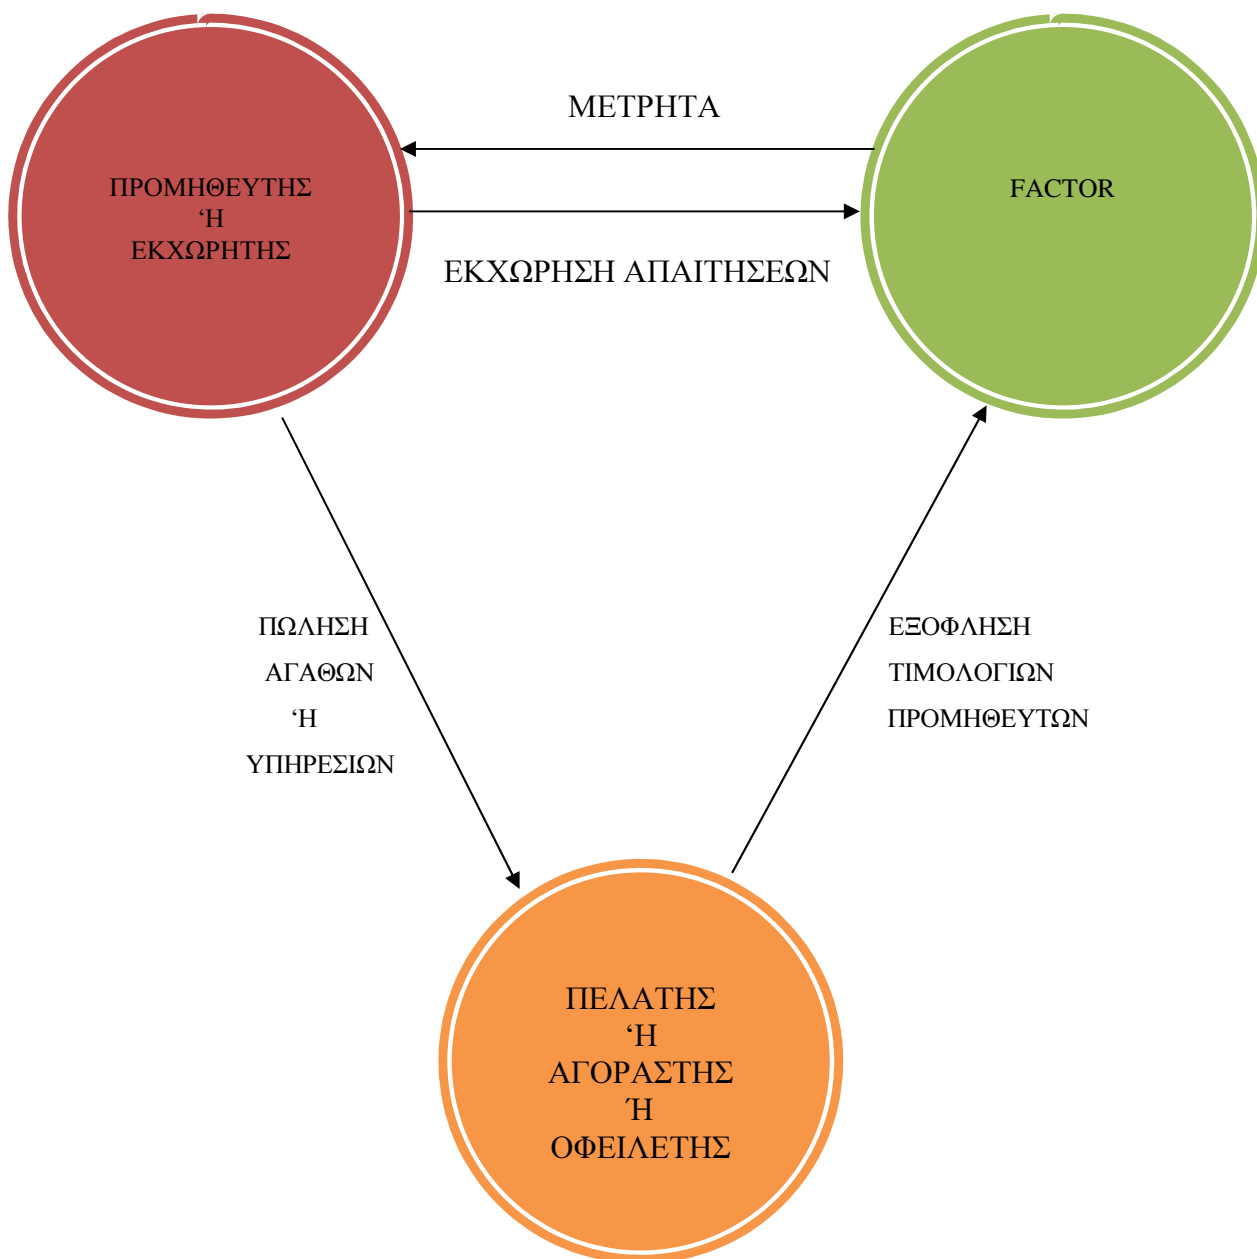 ΜΕΤΡΗΤΑ
ΠΡΟΜΗΘΕΥΤΗΣ
‘Η
ΕΚΧΩΡΗΤΗΣ
FACTOR
ΕΚΧΩΡΗΣΗ ΑΠΑΙΤΗΣΕΩΝ
ΠΩΛΗΣΗ
ΑΓΑΘΩΝ
‘Η
ΥΠΗΡΕΣΙΩΝ
ΕΞΟΦΛΗΣΗ
ΤΙΜΟΛΟΓΙΩΝ
ΠΡΟΜΗΘΕΥΤΩΝ
ΠΕΛΑΤΗΣ
‘Η
ΑΓΟΡΑΣΤΗΣ
Ή
ΟΦΕΙΛΕΤΗΣ